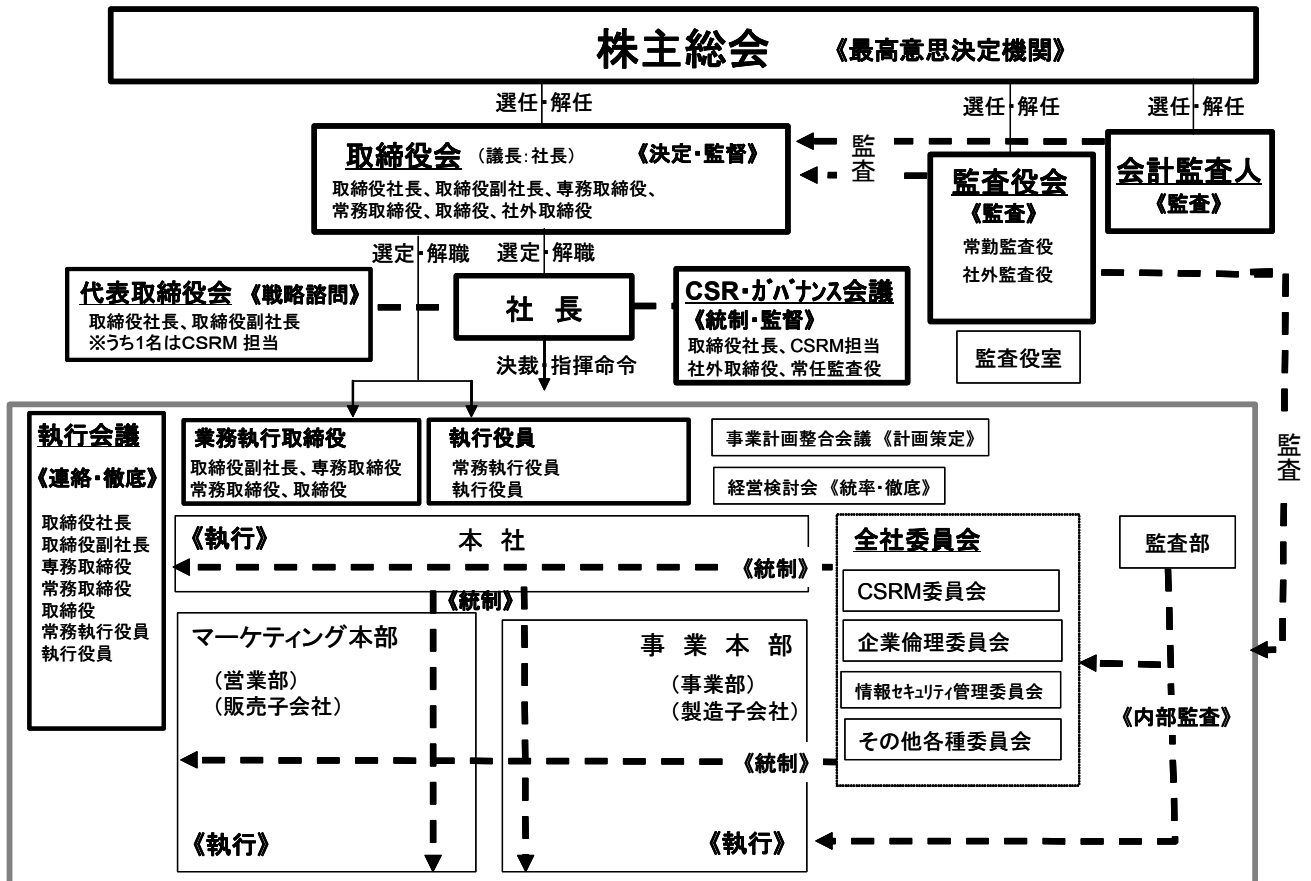 株主総会 《最高意思決定機関》
選任・解任
選任・解任
選任・解任
取締役会 (議長:社長) 《決定・監督》
取締役社長、取締役副社長、専務取締役、
常務取締役、取締役、社外取締役
監査
監査役会
《監査》
常勤監査役
社外監査役
会計監査人
《監査》
選定・解職
選定・解職
代表取締役会 《戦略諮問》
取締役社長、取締役副社長
※うち1名はCSRM 担当
社 長
CSR・ガバナンス会議
《統制・監督》
取締役社長、CSRM担当
社外取締役、常任監査役
監査役室
決裁・指揮命令
執行会議
《連絡・徹底》
取締役社長
取締役副社長
専務取締役
常務取締役
取締役
常務執行役員
執行役員
業務執行取締役
取締役副社長、専務取締役
常務取締役、取締役
執行役員
常務執行役員
執行役員
事業計画整合会議 《計画策定》
経営検討会 《統率・徹底》
監査
《執行》 本 社
《統制》
《統制》
全社委員会
CSRM委員会
企業倫理委員会
情報セキュリティ管理委員会
その他各種委員会
監査部
《内部監査》
マーケティング本部
(営業部)
(販売子会社)
《執行》
事 業 本 部
(事業部)
(製造子会社)
《統制》
《執行》